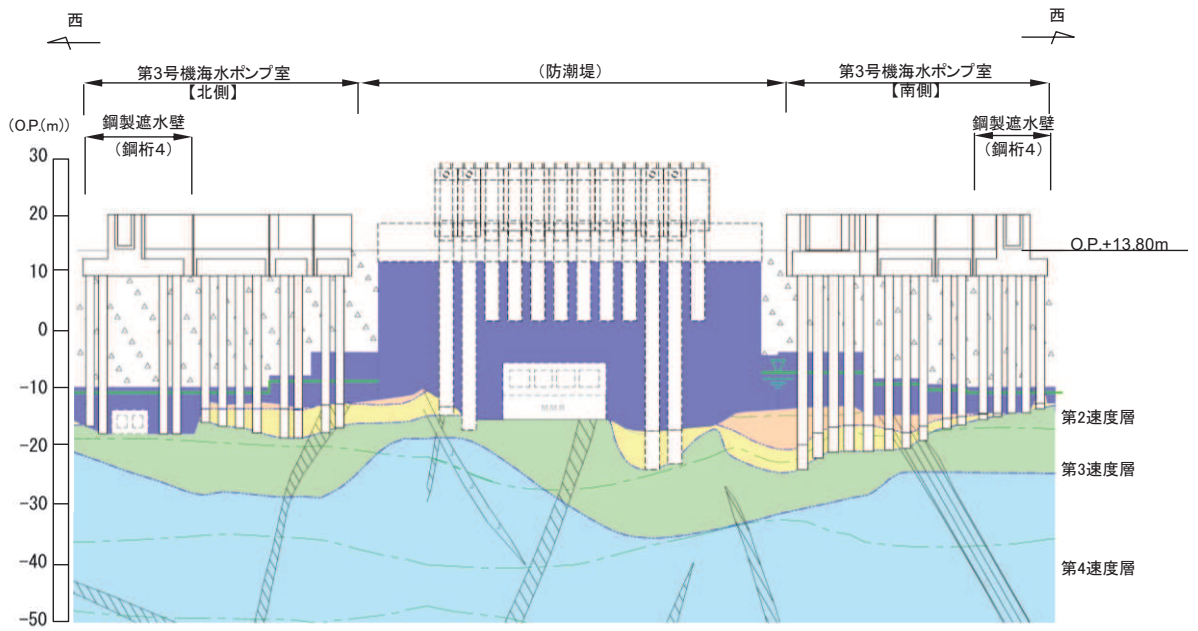 西
西
第3号機海水ポンプ室
【北側】
(防潮堤)
第3号機海水ポンプ室
【南側】
(O.P.(m))
鋼製遮水壁
(鋼桁4)
鋼製遮水壁
(鋼桁4)
30
20
10
0
-10
-20
-30
-40
-50
O.P.+13.80m
MMR
第2速度層
第3速度層
第4速度層